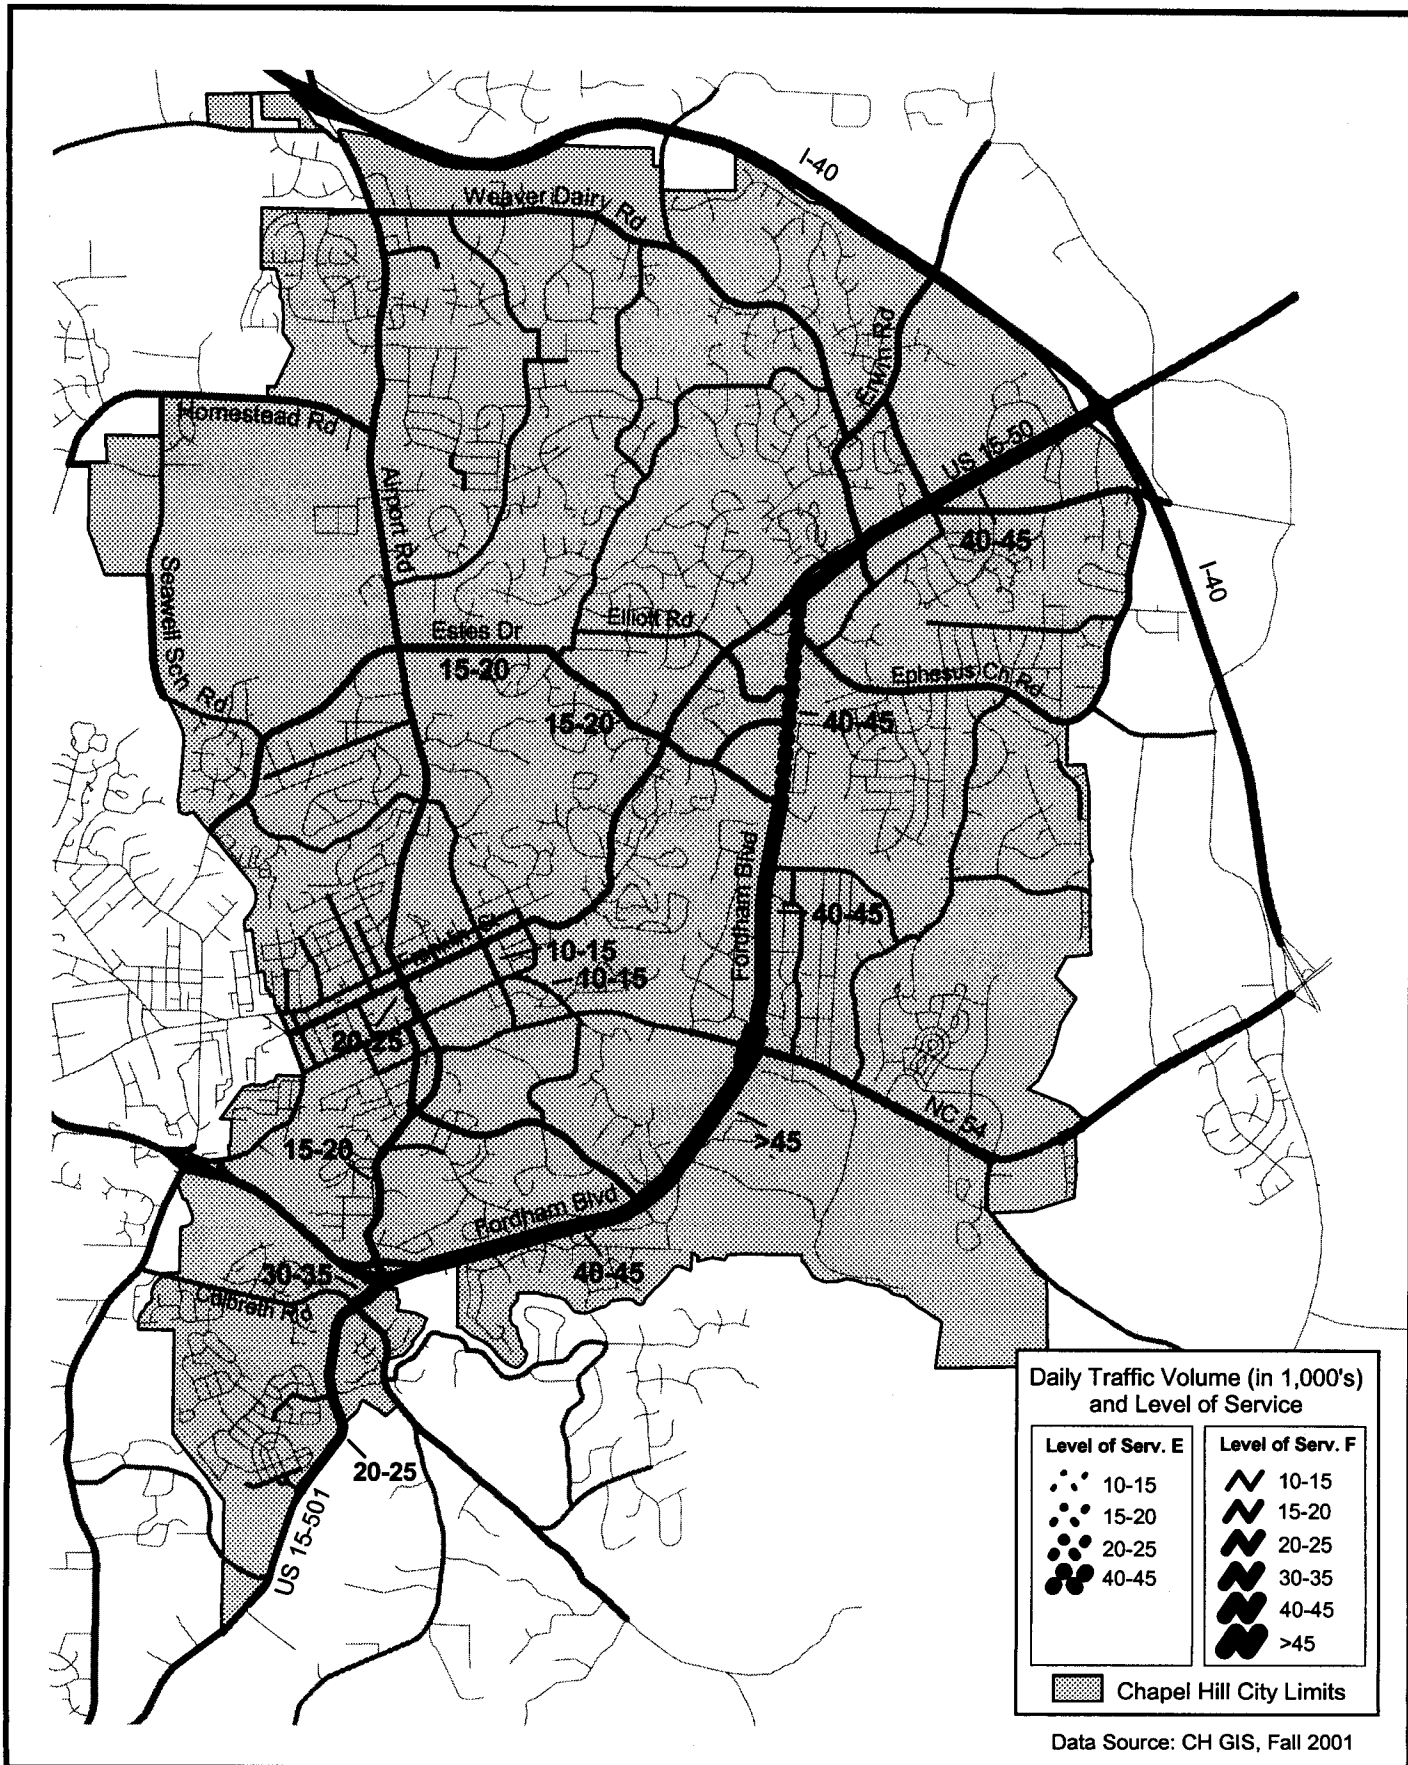 I-40
Weaver Dairy Rd
Erwin Rd
Homestead Rd
US 15-50
Airport Rd
40-45
I-40
Seawell Sch Rd
Elliott Rd
Estes Dr
15-20
Ephesus Ch Rd
15-20
40-45
Fordham Blvd
40-45
Franklin St
10-15
10-15
20-25
NC 54
15-20
>45
Fordham Blvd
30-35
40-45
Culbreth Rd
20-25
US 15-501
Daily Traffic Volume (in 1,000's)
and Level of Service
Level of Serv. E
10-15
15-20
20-25
40-45
Level of Serv. F
10-15
15-20
20-25
30-35
40-45
>45
Chapel Hill City Limits
Data Source: CH GIS, Fall 2001